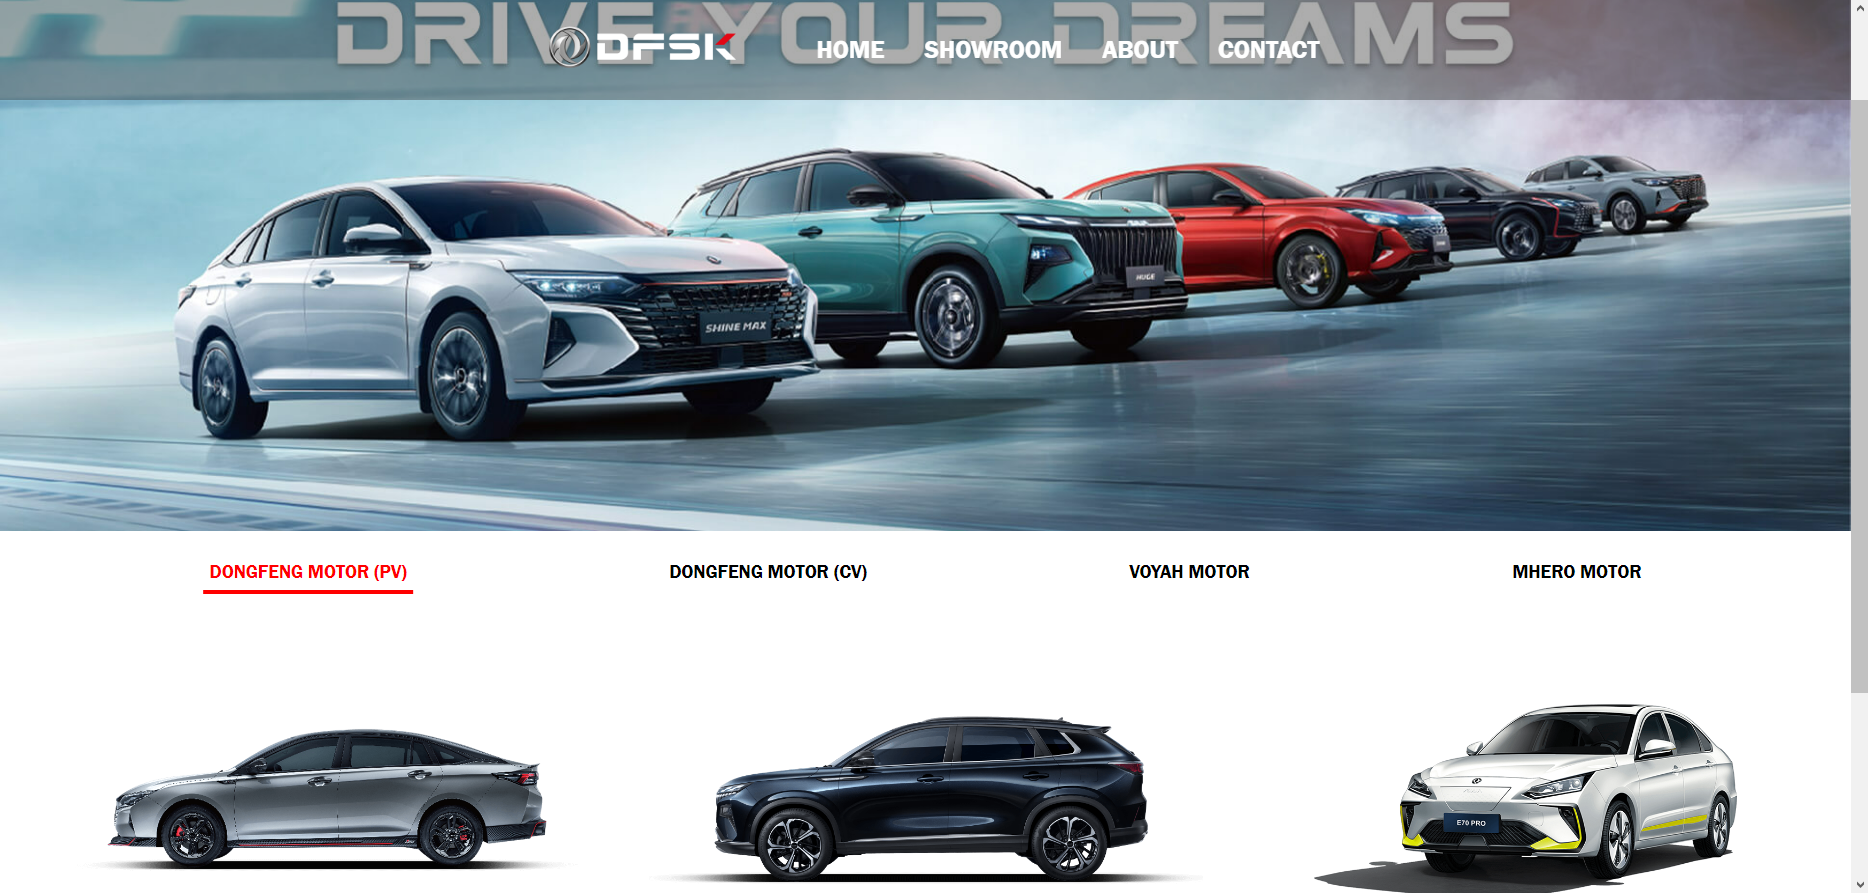 DRIVE YOUR DREAMS
DFSK
HOME
SHOWROOM
ABOUT
CONTACT
SHINE MAX
HUGE
DONGFENG MOTOR (PV)
DONGFENG MOTOR (CV)
VOYAH MOTOR
MHERO MOTOR
E70 PRO